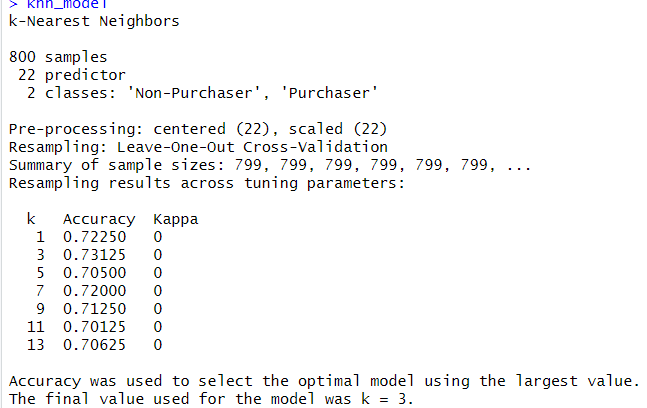 > knn_model
k-Nearest Neighbors
800 samples
22 predictor
2 classes: 'Non-Purchaser', 'Purchaser'
Pre-processing: centered (22), scaled (22)
Resampling: Leave-One-Out Cross-Validation
Summary of sample sizes: 799, 799, 799, 799, 799, 799, ...
Resampling results across tuning parameters:
k Accuracy Kappa
1 0.72250 0
3 0.73125 0
5 0.70500 0
7 0.72000 0
9 0.71250 0
11 0.70125 0
13 0.70625 0
Accuracy was used to select the optimal model using the largest value.
The final value used for the model was k = 3.